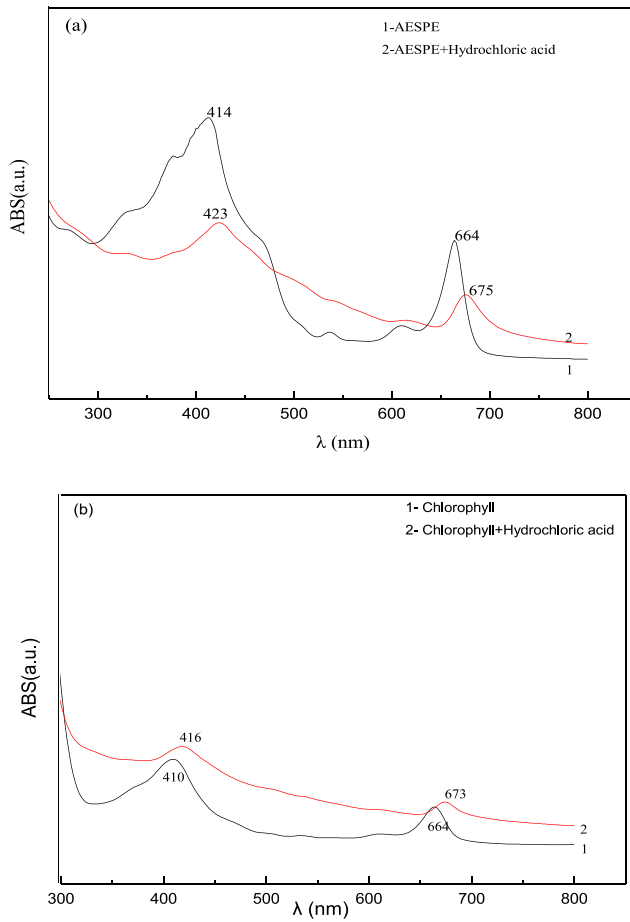 (a)
1-AESPE
2-AESPE+Hydrochloric acid
414
423
664
675
2
1
ABS(a.u.)
300 400 500 600 700 800
λ (nm)
(b)
1- Chlorophyll
2- Chlorophyll+Hydrochloric acid
416
410
673
664
2
1
ABS(a.u.)
300 400 500 600 700 800
λ (nm)